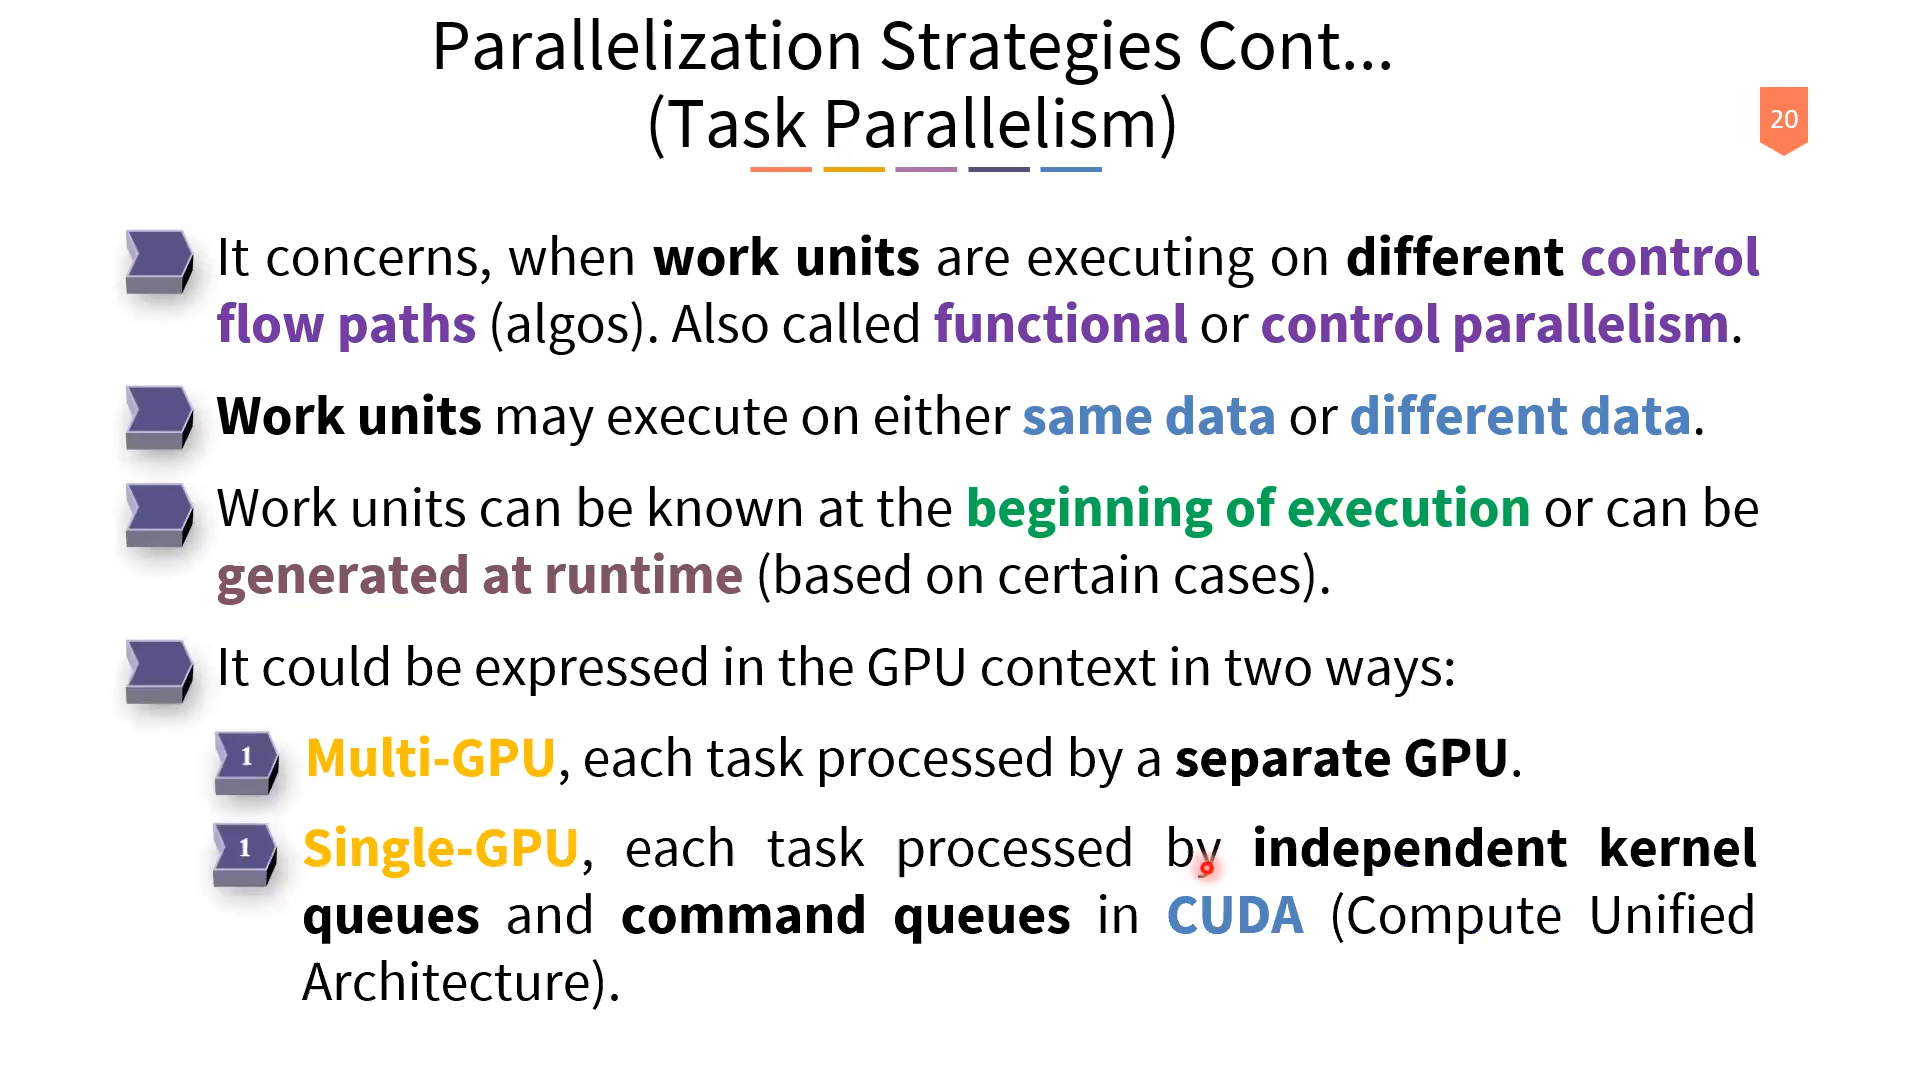 Parallelization Strategies Cont...
(Task Parallelism)
20
It concerns, when work units are executing on different control
flow paths (algos). Also called functional or control parallelism.
Work units may execute on either same data or different data.
Work units can be known at the beginning of execution or can be
generated at runtime (based on certain cases).
It could be expressed in the GPU context in two ways:
1 Multi-GPU, each task processed by a separate GPU.
1 Single-GPU, each task processed by independent kernel
queues and command queues in CUDA (Compute Unified
Architecture).